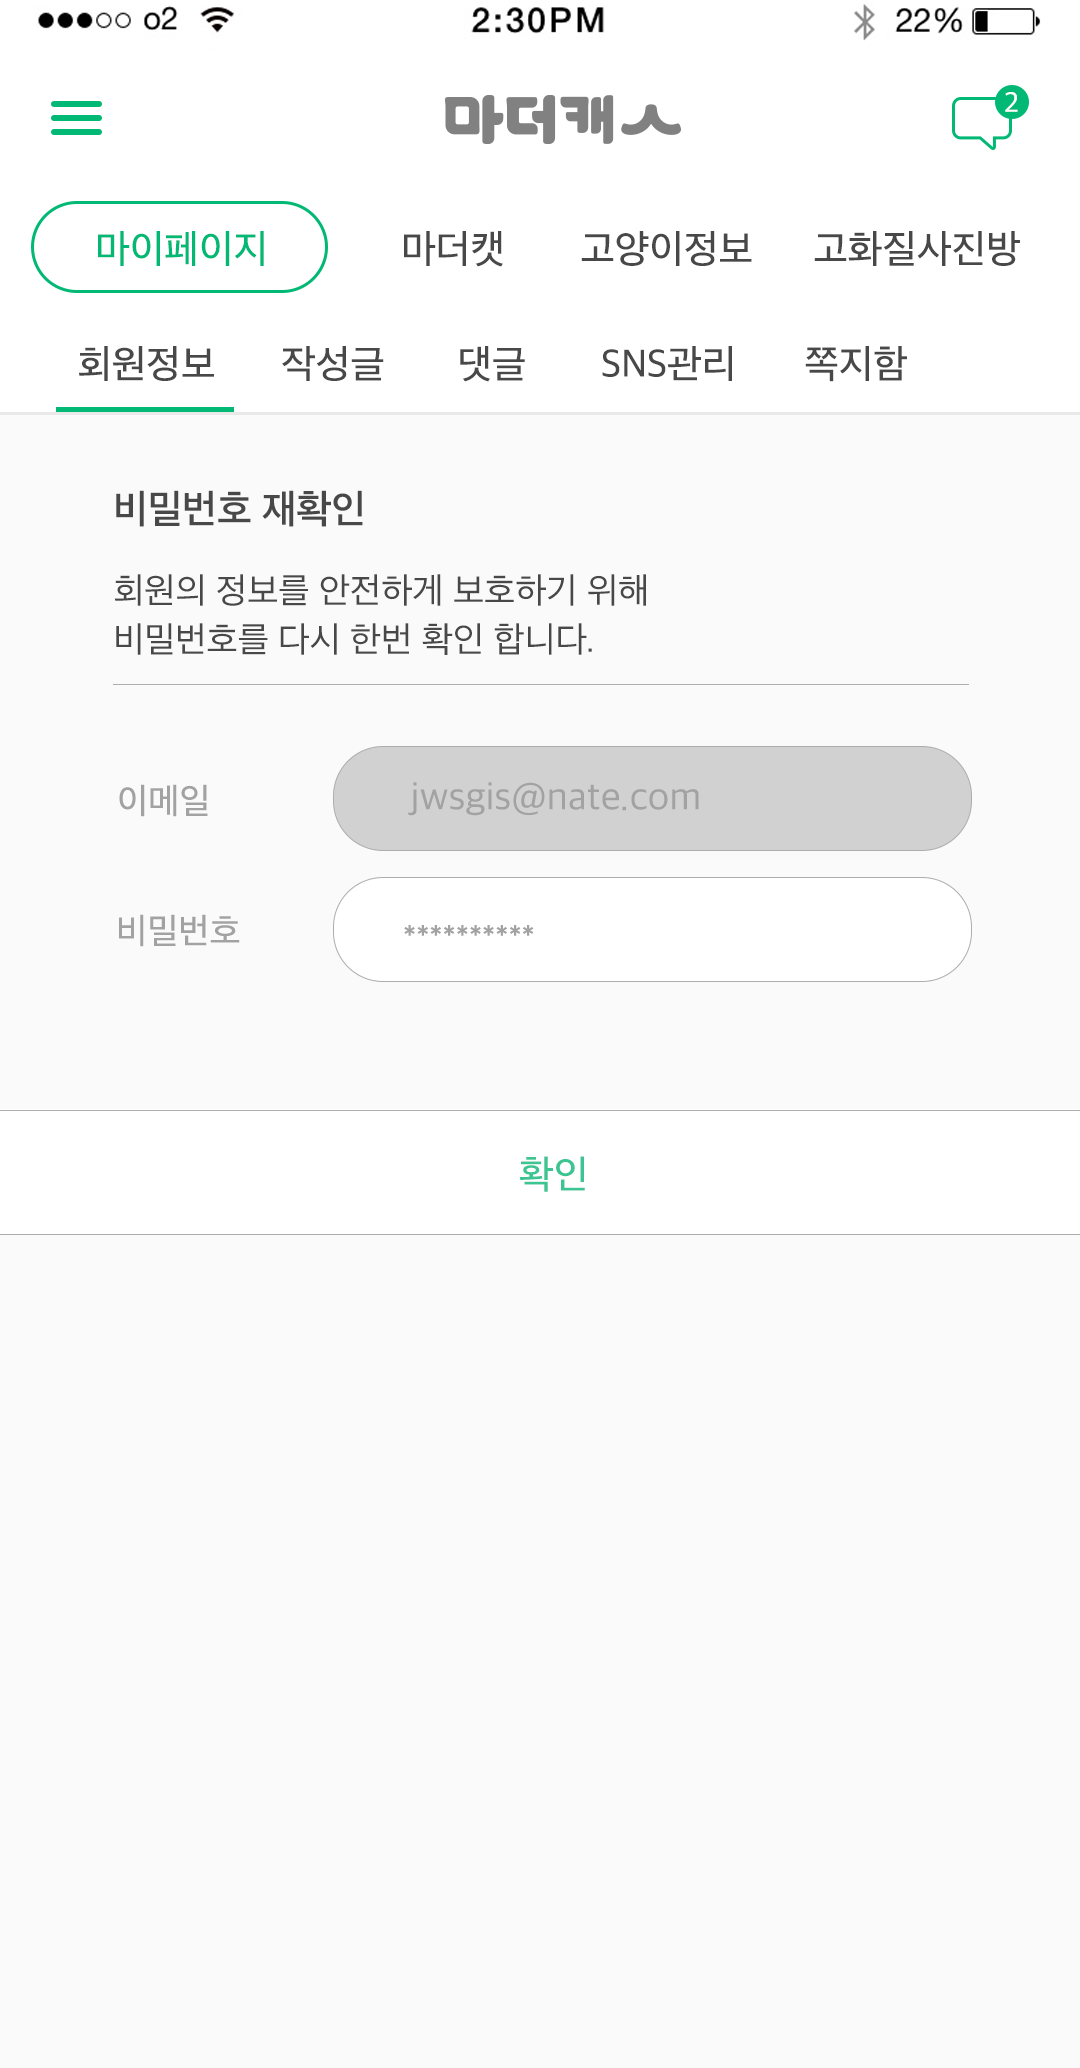 o2 2:30PM 22%
마더캐ㅅ 2
마이페이지 마더캣 고양이정보 고화질사진방
회원정보 작성글 댓글 SNS관리 쪽지함
비밀번호 재확인
회원의 정보를 안전하게 보호하기 위해
비밀번호를 다시 한번 확인 합니다.
이메일 jwsgis@nate.com
비밀번호 **********
확인